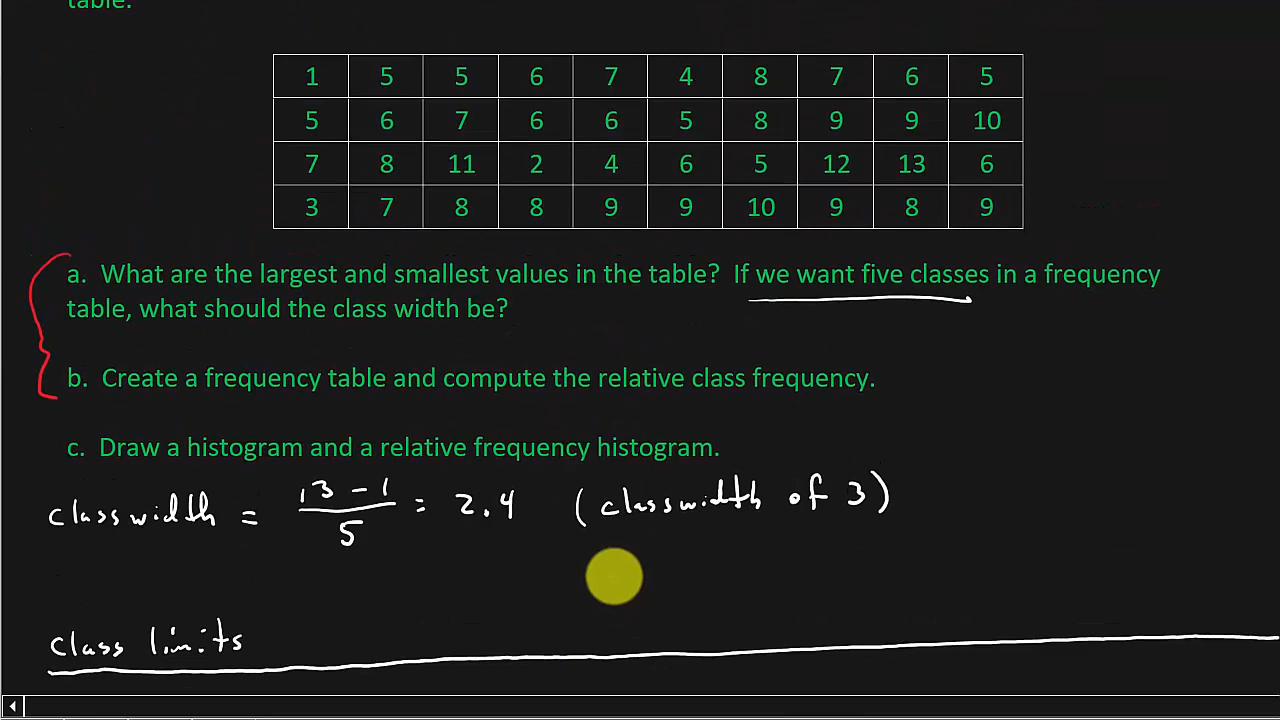 table.
1 5 5 6 7 4 8 7 6 5
5 6 7 6 6 5 8 9 9 10
7 8 11 2 4 6 5 12 13 6
3 7 8 8 9 9 10 9 8 9
a. What are the largest and smallest values in the table? If we want five classes in a frequency
table, what should the class width be?
b. Create a frequency table and compute the relative class frequency.
c. Draw a histogram and a relative frequency histogram.
class width = 13 - 1 / 5 = 2.4 (class width of 3)
class limits